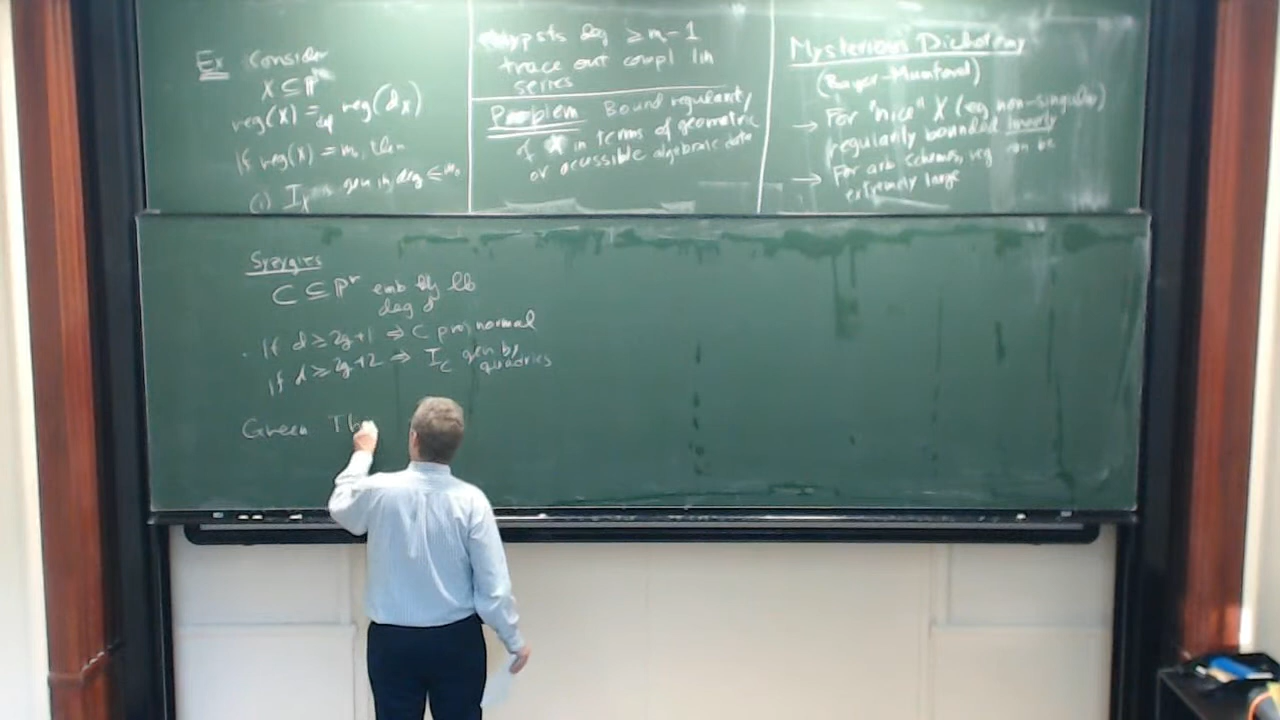 Ex Consider
X ⊆ P
reg(X) =def reg(𝓘_X)
If reg(X) = m, then
(1) I_X gen in deg ≤ m
hypsfs deg ≥ m-1
trace out compl lin
series
Problem Bound regularity
of X in terms of geometric
or accessible algebraic data
Mysterious Dichotomy
(Bayer-Mumford)
→ For "nice" X (eg non-singular)
regularity bounded linearly
→ For arb schemes, reg can be
extremely large
Syzygies
C ⊆ P^r emb by lb
deg d
· If d ≥ 2g+1 ⇒ C proj normal
If d ≥ 2g+2 ⇒ I_C gen by
quadrics
Green Th